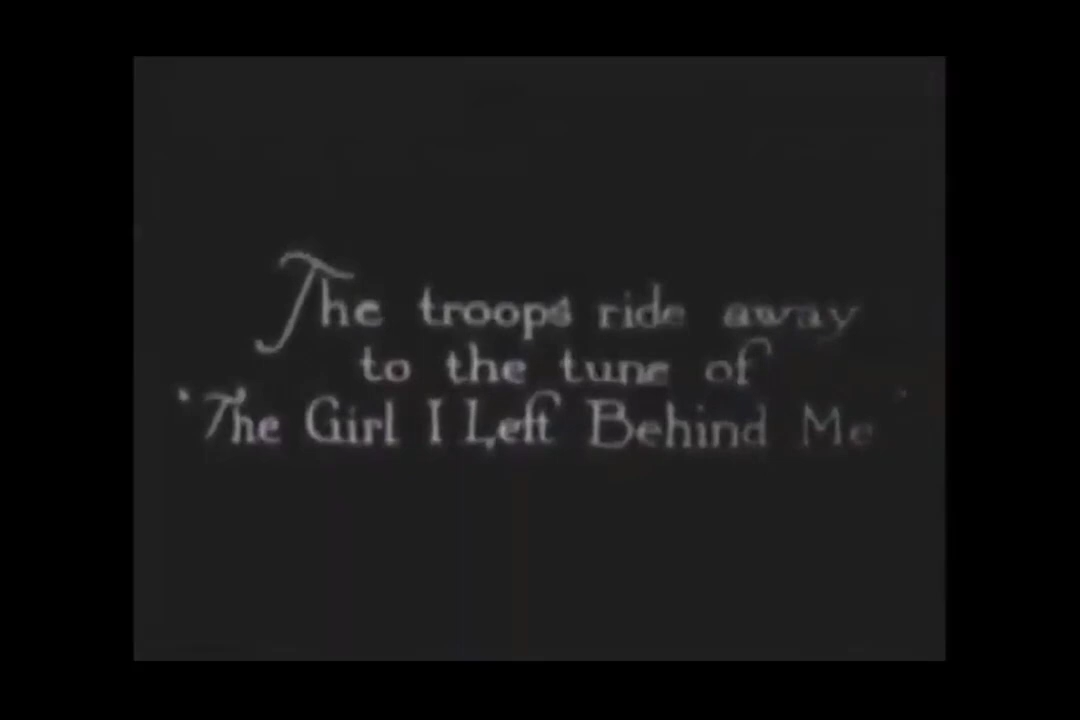 The troops ride away
to the tune of
'The Girl I Left Behind Me'